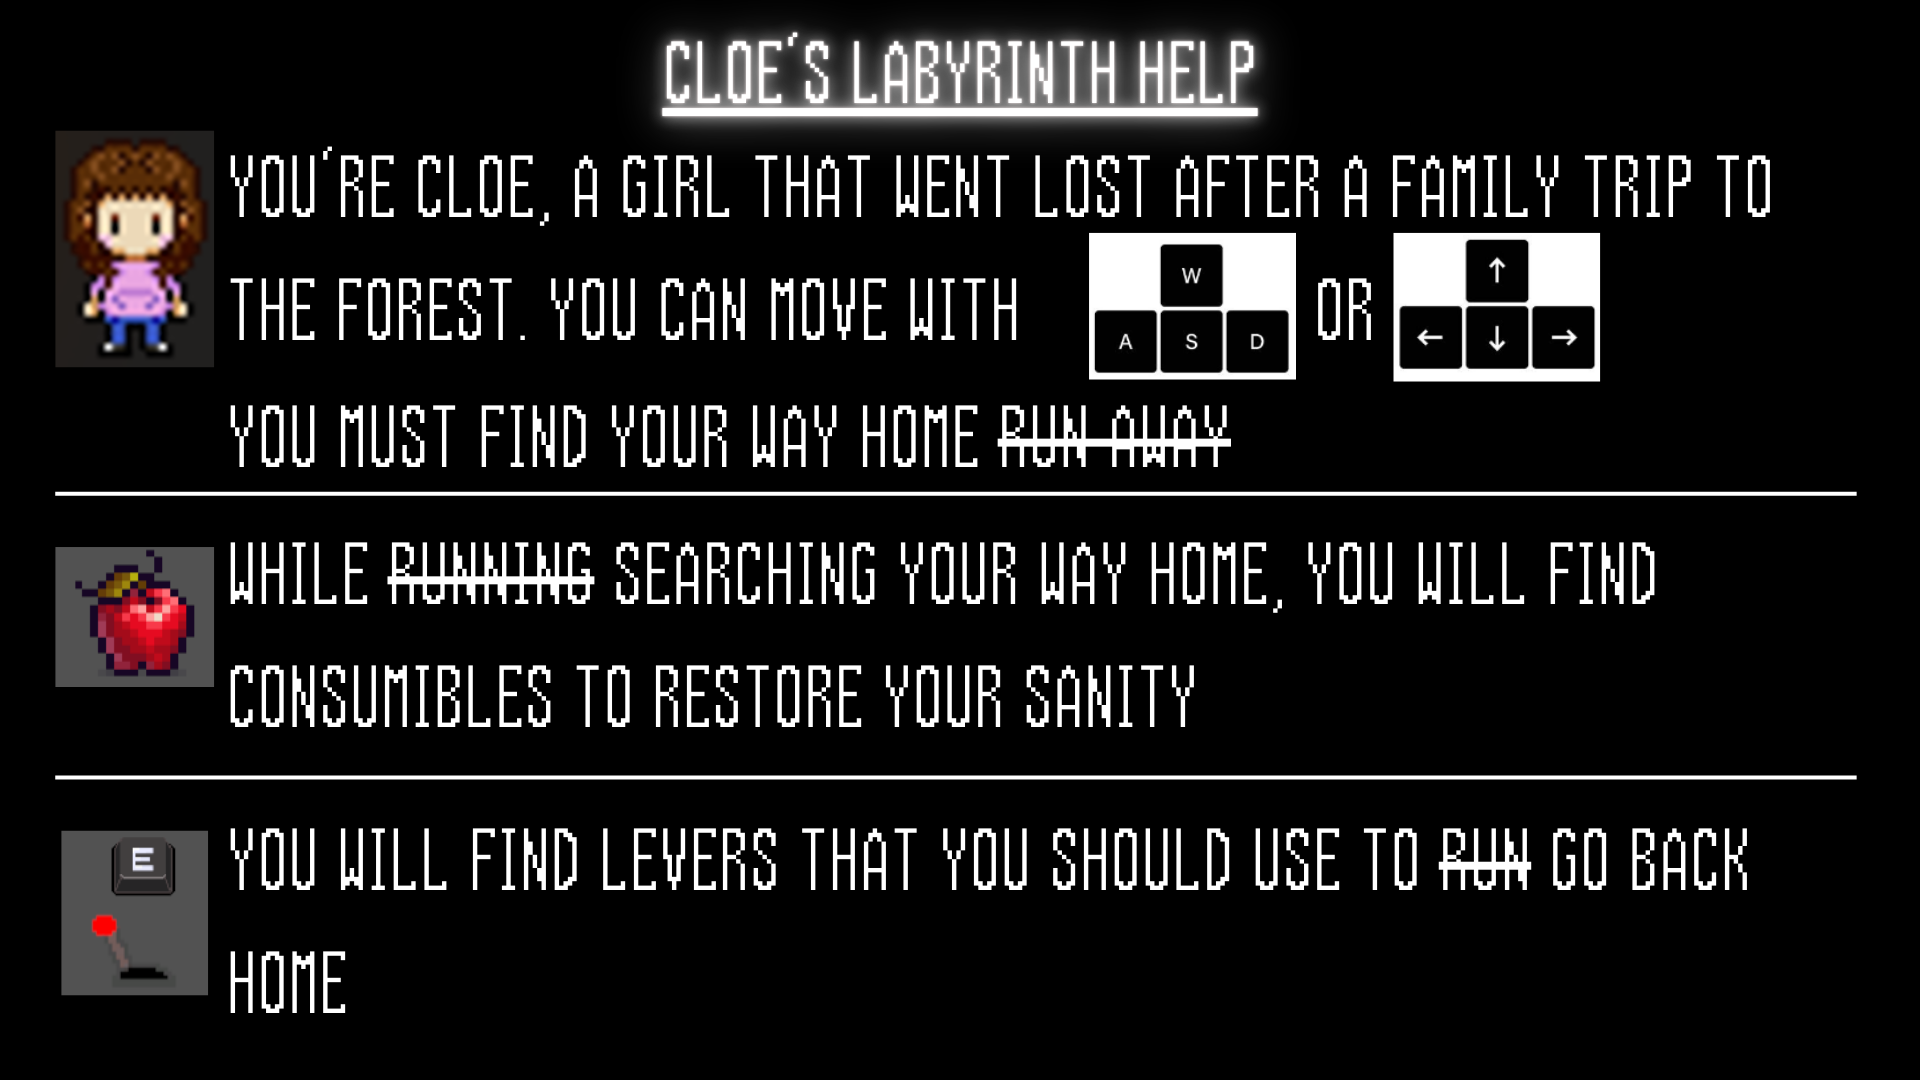 CLOE'S LABYRINTH HELP
YOU'RE CLOE, A GIRL THAT WENT LOST AFTER A FAMILY TRIP TO
THE FOREST. YOU CAN MOVE WITH W A S D OR ↑ ← ↓ →
YOU MUST FIND YOUR WAY HOME RUN AWAY
WHILE RUNNING SEARCHING YOUR WAY HOME, YOU WILL FIND
CONSUMIBLES TO RESTORE YOUR SANITY
E
YOU WILL FIND LEVERS THAT YOU SHOULD USE TO RUN GO BACK
HOME